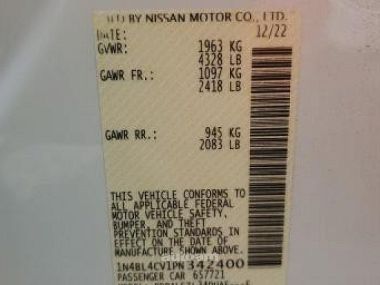 BY NISSAN MOTOR CO., LTD.
DATE: 12/22
GVWR: 1963 KG
4328 LB
GAWR FR.: 1097 KG
2418 LB
GAWR RR.: 945 KG
2083 LB
THIS VEHICLE CONFORMS TO
ALL APPLICABLE FEDERAL
MOTOR VEHICLE SAFETY,
BUMPER, AND THEFT
PREVENTION STANDARDS IN
EFFECT ON THE DATE OF
MANUFACTURE SHOWN ABOVE.
1N4BL4CV1PN342400
PASSENGER CAR 657721